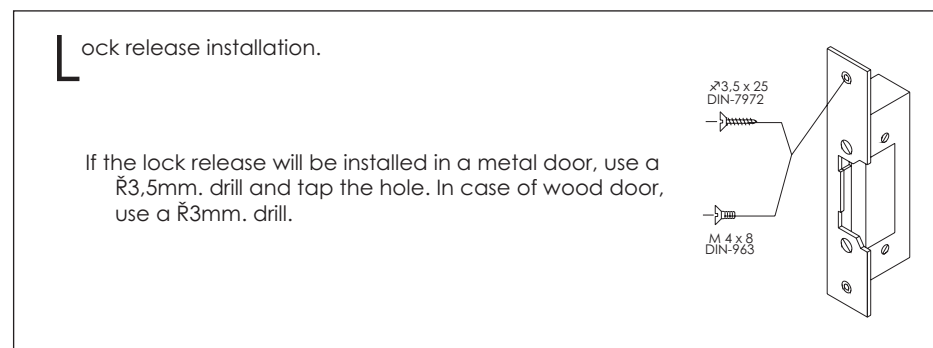 Lock release installation.
If the lock release will be installed in a metal door, use a
Ř3,5mm. drill and tap the hole. In case of wood door,
use a Ř3mm. drill.
⌀3,5 x 25
DIN-7972
M 4 x 8
DIN-963